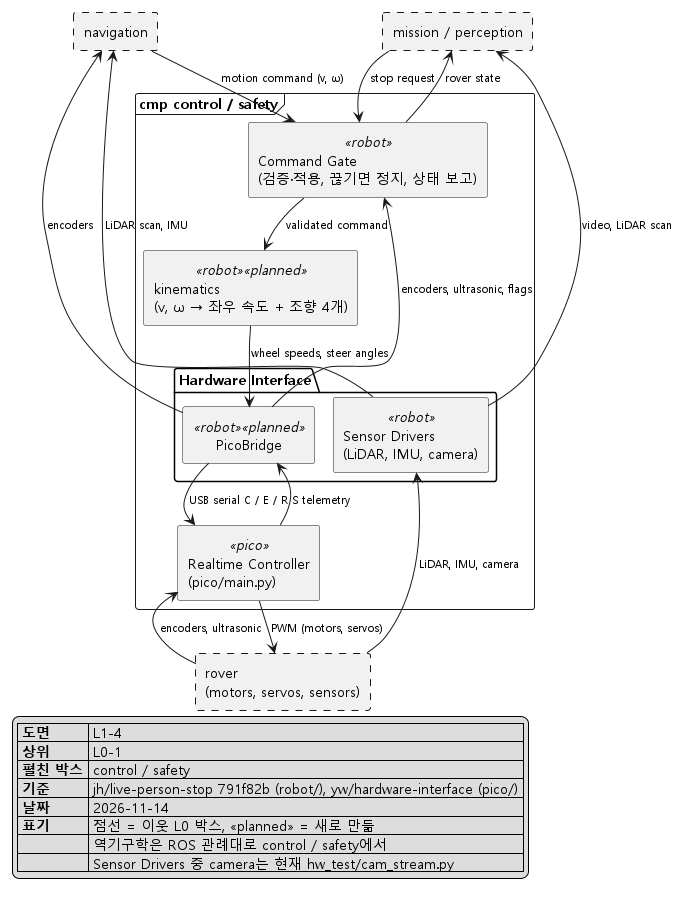 navigation
mission / perception
motion command (v, ω)
stop request
rover state
cmp control / safety
«robot»
Command Gate
(검증·적용, 끊기면 정지, 상태 보고)
encoders
LiDAR scan, IMU
validated command
video, LiDAR scan
«robot»«planned»
kinematics
(v, ω → 좌우 속도 + 조향 4개)
encoders, ultrasonic, flags
wheel speeds, steer angles
Hardware Interface
«robot»«planned»
PicoBridge
«robot»
Sensor Drivers
(LiDAR, IMU, camera)
USB serial C / E / R
S telemetry
«pico»
Realtime Controller
(pico/main.py)
LiDAR, IMU, camera
encoders, ultrasonic
PWM (motors, servos)
rover
(motors, servos, sensors)
도면 L1-4
상위 L0-1
펼친 박스 control / safety
기준 jh/live-person-stop 791f82b (robot/), yw/hardware-interface (pico/)
날짜 2026-11-14
표기 점선 = 이웃 L0 박스, «planned» = 새로 만듦
역기구학은 ROS 관례대로 control / safety에서
Sensor Drivers 중 camera는 현재 hw_test/cam_stream.py